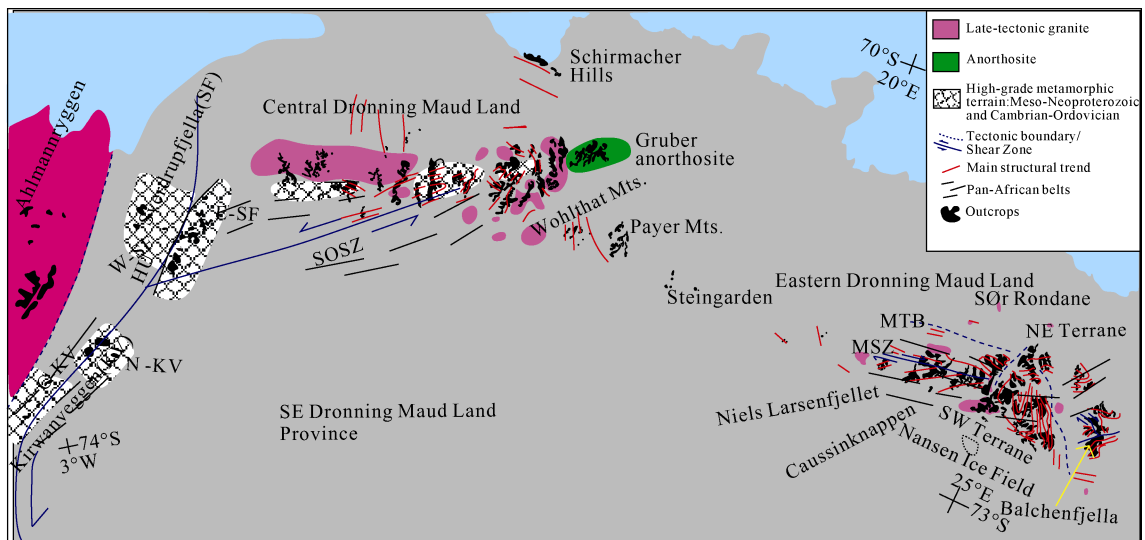 Schirmacher
Hills
70°S
20°E
Late-tectonic granite
Anorthosite
High-grade metamorphic
terrain:Meso-Neoproterozoic
and Cambrian-Ordovician
Tectonic boundary/
Shear Zone
Main structural trend
Pan-African belts
Outcrops
Ahlmannryggen
Sverdrupfjella(SF)
Central Dronning Maud Land
Gruber
anorthosite
E-SF
W-SF
HUS
SOSZ
Wohlthat Mts.
Payer Mts.
Steingarden
Eastern Dronning Maud Land
SØr Rondane
MTB
NE Terrane
MSZ
N-KV
Kirwanveggen(KV)
74°S
3°W
SE Dronning Maud Land
Province
Niels Larsenfjellet
Caussinknappen
SW Terrane
Nansen Ice Field
25°E
73°S
Balchenfjella